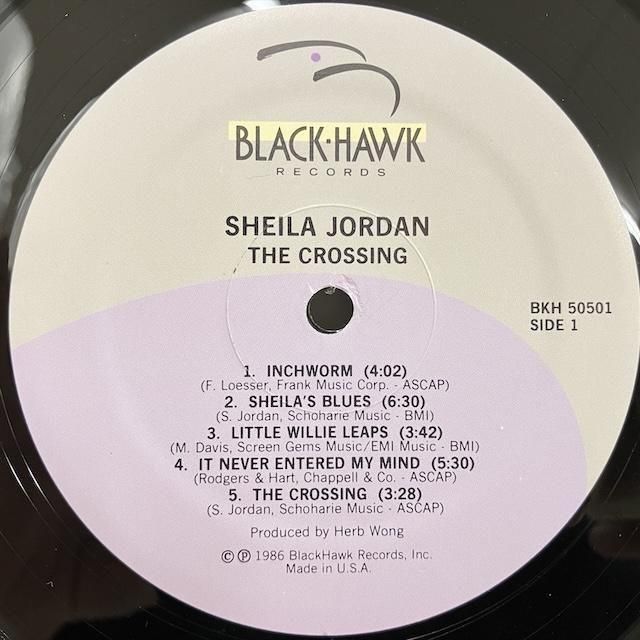 BLACK·HAWK
RECORDS
SHEILA JORDAN
THE CROSSING
BKH 50501
SIDE 1
1. INCHWORM (4:02)
(F. Loesser, Frank Music Corp. - ASCAP)
2. SHEILA'S BLUES (6:30)
(S. Jordan, Schoharie Music - BMI)
3. LITTLE WILLIE LEAPS (3:42)
(M. Davis, Screen Gems Music/EMI Music - BMI)
4. IT NEVER ENTERED MY MIND (5:30)
(Rodgers & Hart, Chappell & Co. - ASCAP)
5. THE CROSSING (3:28)
(S. Jordan, Schoharie Music - ASCAP)
Produced by Herb Wong
© ℗ 1986 BlackHawk Records, Inc.
Made in U.S.A.